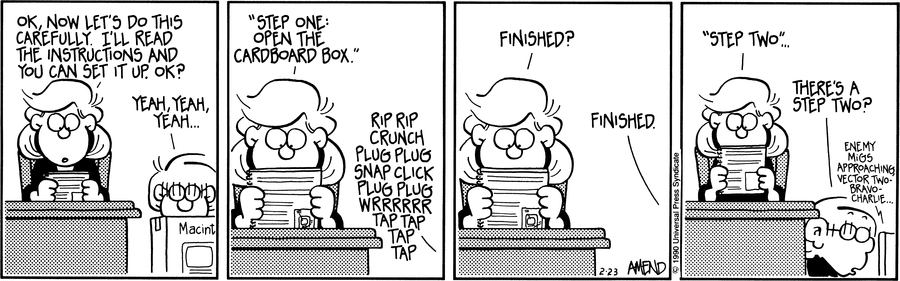 OK, NOW LET'S DO THIS
CAREFULLY. I'LL READ
THE INSTRUCTIONS AND
YOU CAN SET IT UP. OK?
YEAH, YEAH,
YEAH...
Macint
"STEP ONE:
OPEN THE
CARDBOARD BOX."
RIP RIP
CRUNCH
PLUG PLUG
SNAP CLICK
PLUG PLUG
WRRRRRR
TAP TAP
TAP
TAP
FINISHED?
FINISHED.
2-23
AMEND
© 1990 Universal Press Syndicate
"STEP TWO"...
THERE'S A
STEP TWO?
ENEMY
MiGS
APPROACHING
VECTOR TWO-
BRAVO-
CHARLIE...